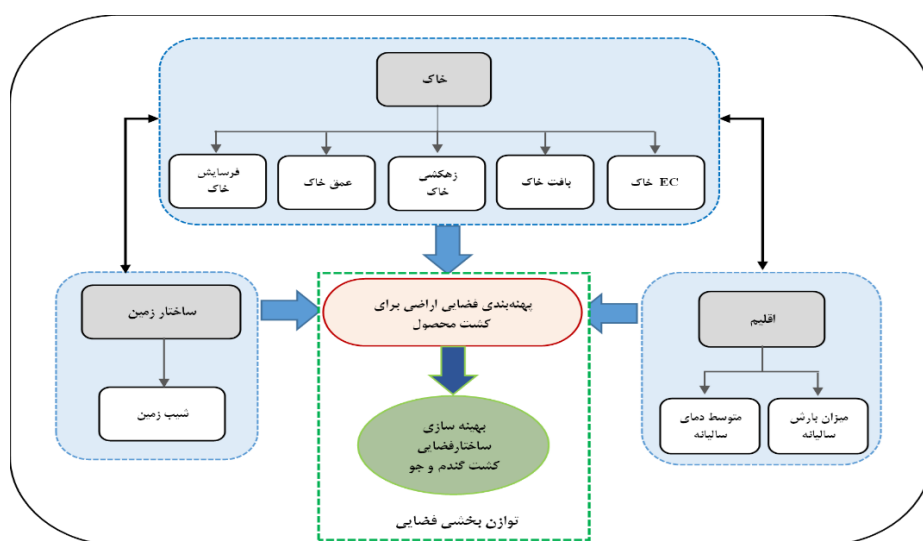 خاک
EC خاک
بافت خاک
زهکشی
خاک
عمق خاک
فرسایش
خاک
اقلیم
میزان بارش
سالیانه
متوسط دمای
سالیانه
پهنه‌بندی فضایی اراضی برای
کشت محصول
ساختار زمین
شیب زمین
بهینه سازی
ساختارفضایی
کشت گندم و جو
توازن بخشی فضایی